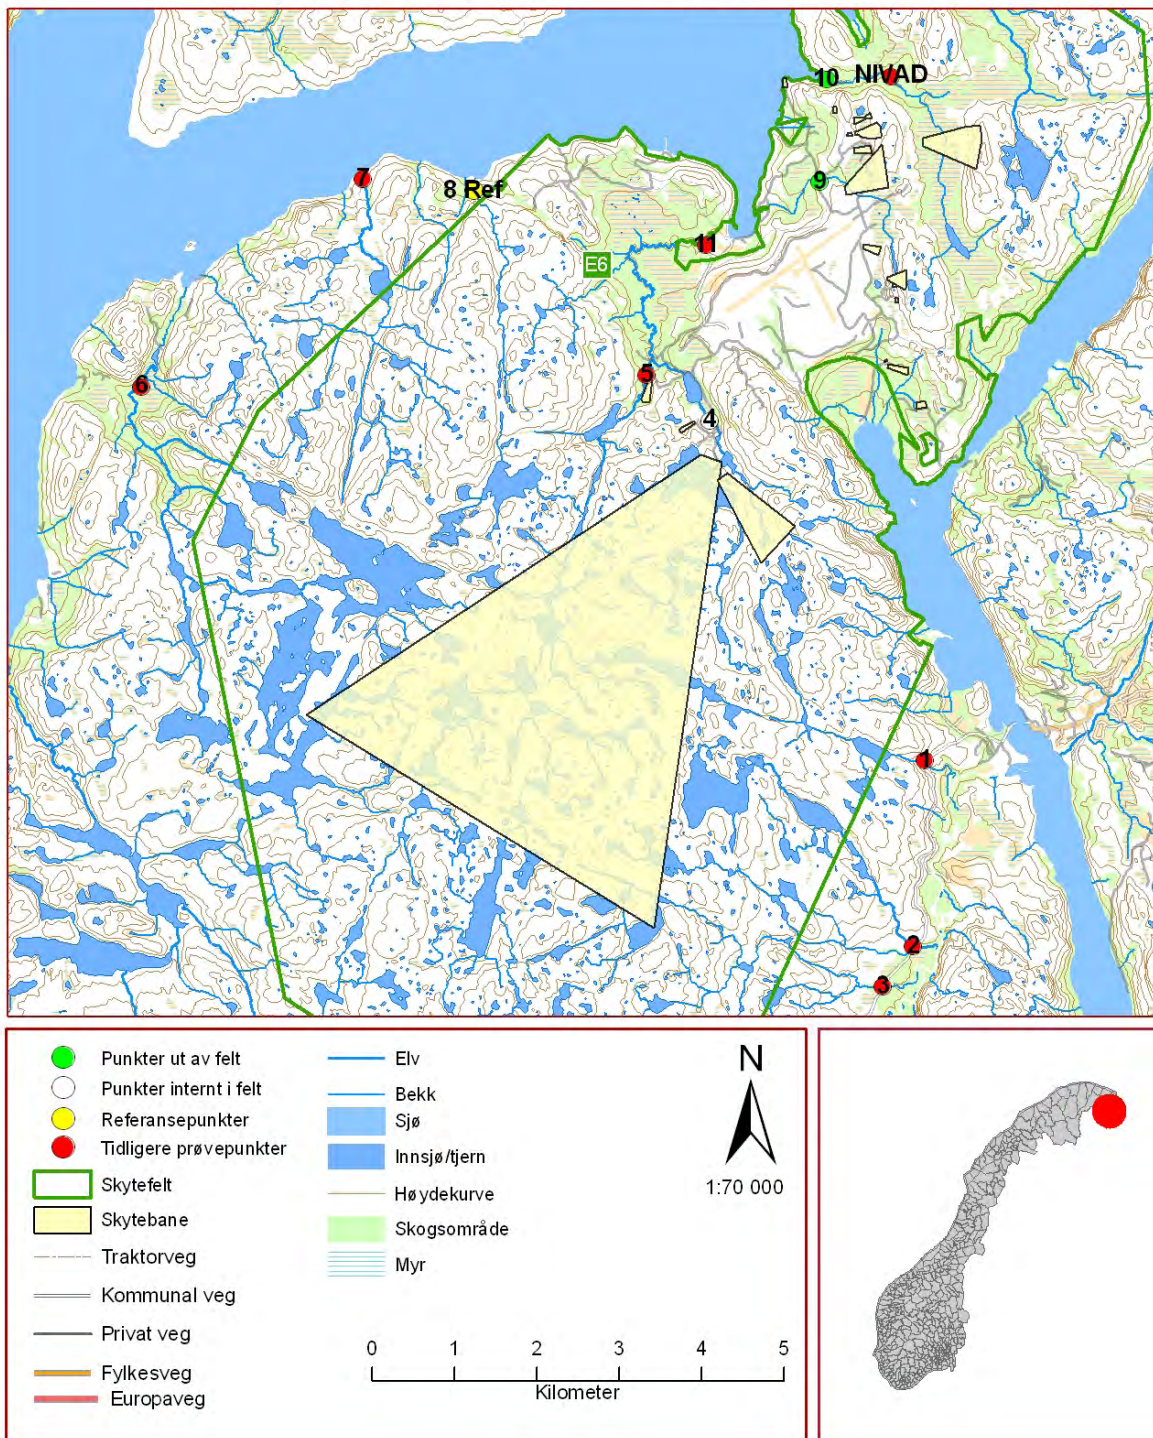 10
NIVAD
7
8 Ref
9
11
E6
5
6
4
1
2
3
Punkter ut av felt
Punkter internt i felt
Referansepunkter
Tidligere prøvepunkter
Skytefelt
Skytebane
Traktorveg
Kommunal veg
Privat veg
Fylkesveg
Europaveg
Elv
Bekk
Sjø
Innsjø/tjern
Høydekurve
Skogsområde
Myr
N
1:70 000
0 1 2 3 4 5
Kilometer